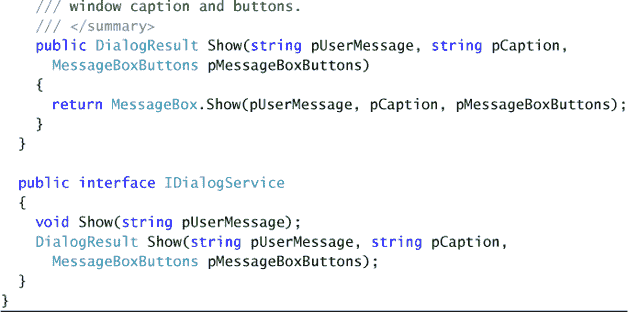 /// window caption and buttons.
/// </summary>
public DialogResult Show(string pUserMessage, string pCaption,
MessageBoxButtons pMessageBoxButtons)
{
return MessageBox.Show(pUserMessage, pCaption, pMessageBoxButtons);
}
}
public interface IDialogService
{
void Show(string pUserMessage);
DialogResult Show(string pUserMessage, string pCaption,
MessageBoxButtons pMessageBoxButtons);
}
}